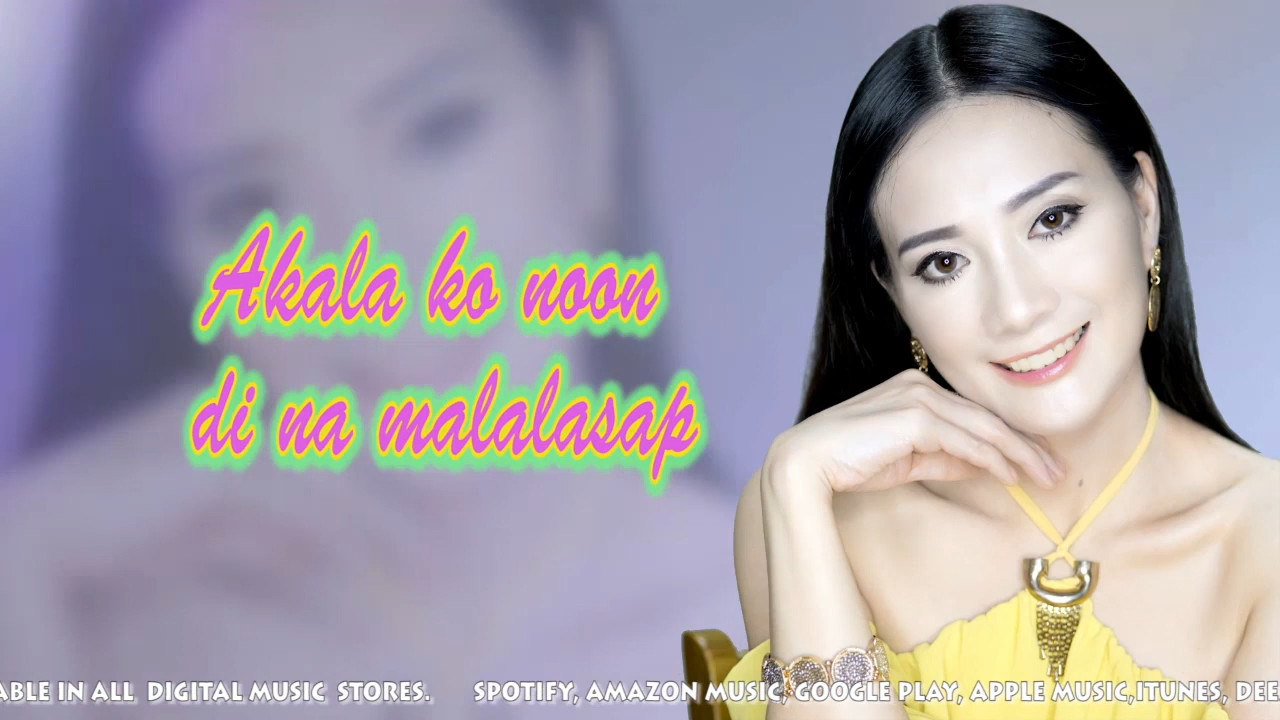 Akala ko noon
di na malalasap
ABLE IN ALL DIGITAL MUSIC STORES. SPOTIFY, AMAZON MUSIC, GOOGLE PLAY, APPLE MUSIC,ITUNES, DEE